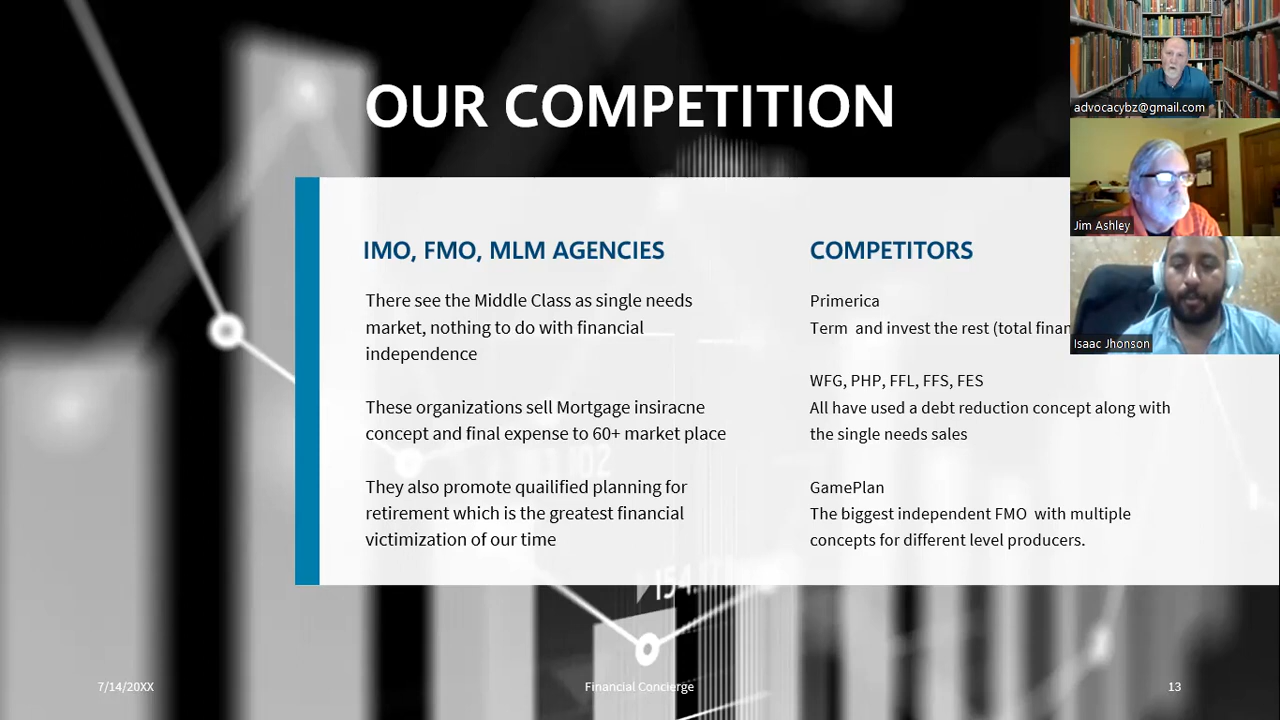 OUR COMPETITION
IMO, FMO, MLM AGENCIES
There see the Middle Class as single needs
market, nothing to do with financial
independence
These organizations sell Mortgage insiracne
concept and final expense to 60+ market place
They also promote quailified planning for
retirement which is the greatest financial
victimization of our time
COMPETITORS
Primerica
Term and invest the rest (total finan
WFG, PHP, FFL, FFS, FES
All have used a debt reduction concept along with
the single needs sales
GamePlan
The biggest independent FMO with multiple
concepts for different level producers.
advocacybz@gmail.com
Jim Ashley
Isaac Jhonson
7/14/20XX
Financial Concierge
13